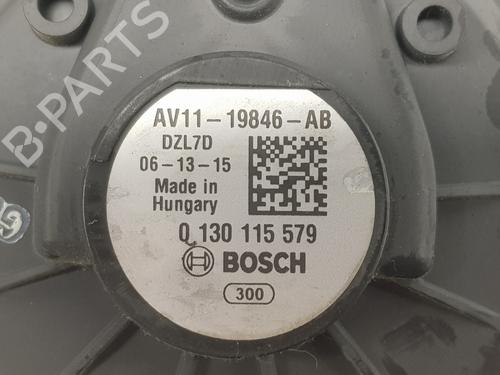 B-PARTS
AV11-19846-AB
DZL7D
06-13-15
Made in
Hungary
0 130 115 579
BOSCH
300